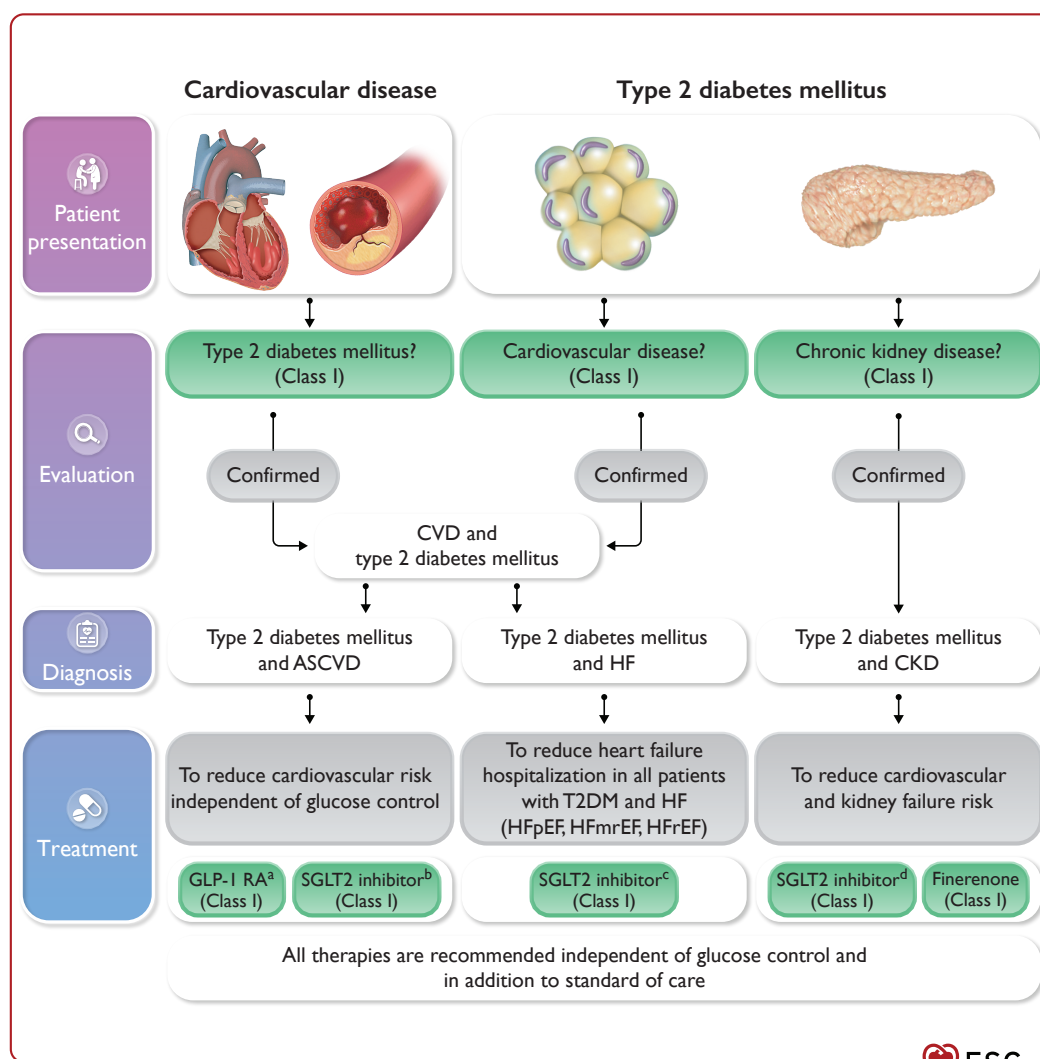 Cardiovascular disease
Type 2 diabetes mellitus
Patient
presentation
Evaluation
Type 2 diabetes mellitus?
(Class I)
Cardiovascular disease?
(Class I)
Chronic kidney disease?
(Class I)
Confirmed
Confirmed
Confirmed
CVD and
type 2 diabetes mellitus
Diagnosis
Type 2 diabetes mellitus
and ASCVD
Type 2 diabetes mellitus
and HF
Type 2 diabetes mellitus
and CKD
Treatment
To reduce cardiovascular risk
independent of glucose control
To reduce heart failure
hospitalization in all patients
with T2DM and HF
(HFpEF, HFmrEF, HFrEF)
To reduce cardiovascular
and kidney failure risk
GLP-1 RAᵃ
(Class I)
SGLT2 inhibitorᵇ
(Class I)
SGLT2 inhibitorᶜ
(Class I)
SGLT2 inhibitorᵈ
(Class I)
Finerenone
(Class I)
All therapies are recommended independent of glucose control and
in addition to standard of care
ESC